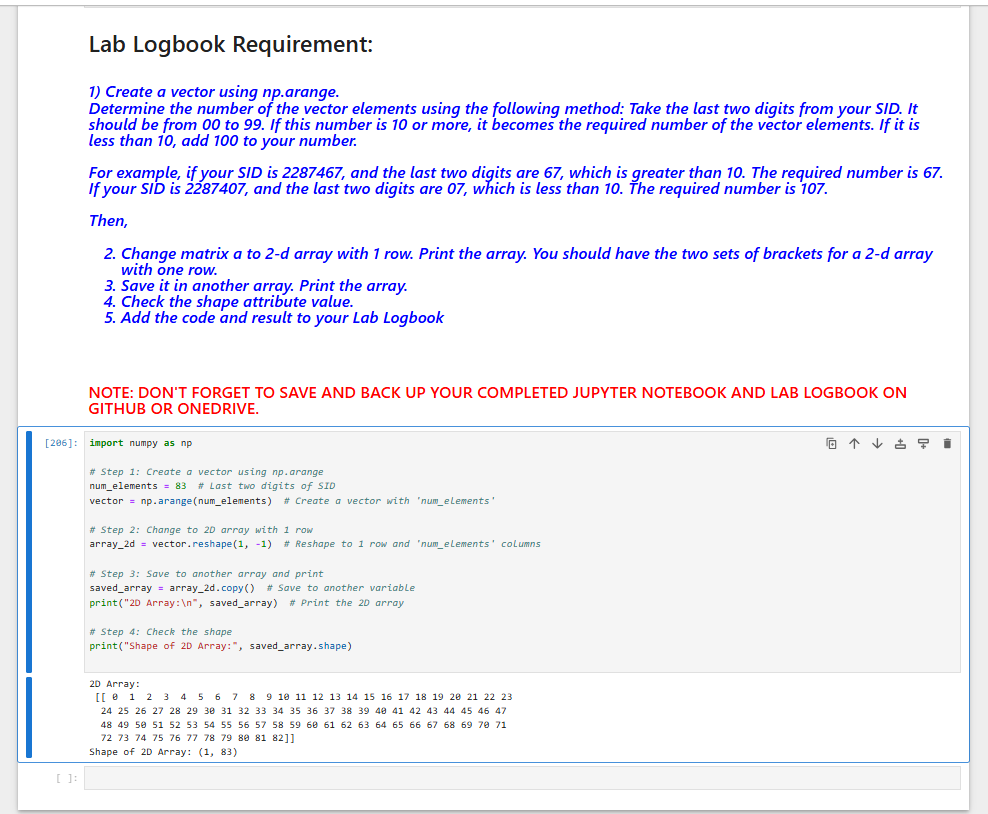 Lab Logbook Requirement:
1) Create a vector using np.arange.
Determine the number of the vector elements using the following method: Take the last two digits from your SID. It
should be from 00 to 99. If this number is 10 or more, it becomes the required number of the vector elements. If it is
less than 10, add 100 to your number.
For example, if your SID is 2287467, and the last two digits are 67, which is greater than 10. The required number is 67.
If your SID is 2287407, and the last two digits are 07, which is less than 10. The required number is 107.
Then,
2. Change matrix a to 2-d array with 1 row. Print the array. You should have the two sets of brackets for a 2-d array
with one row.
3. Save it in another array. Print the array.
4. Check the shape attribute value.
5. Add the code and result to your Lab Logbook
NOTE: DON'T FORGET TO SAVE AND BACK UP YOUR COMPLETED JUPYTER NOTEBOOK AND LAB LOGBOOK ON
GITHUB OR ONEDRIVE.
[206]: import numpy as np
# Step 1: Create a vector using np.arange
num_elements = 83  # Last two digits of SID
vector = np.arange(num_elements)  # Create a vector with 'num_elements'
# Step 2: Change to 2D array with 1 row
array_2d = vector.reshape(1, -1)  # Reshape to 1 row and 'num_elements' columns
# Step 3: Save to another array and print
saved_array = array_2d.copy()  # Save to another variable
print("2D Array:\n", saved_array)  # Print the 2D array
# Step 4: Check the shape
print("Shape of 2D Array:", saved_array.shape)
2D Array:
[[ 0  1  2  3  4  5  6  7  8  9 10 11 12 13 14 15 16 17 18 19 20 21 22 23
24 25 26 27 28 29 30 31 32 33 34 35 36 37 38 39 40 41 42 43 44 45 46 47
48 49 50 51 52 53 54 55 56 57 58 59 60 61 62 63 64 65 66 67 68 69 70 71
72 73 74 75 76 77 78 79 80 81 82]]
Shape of 2D Array: (1, 83)
[ ]: